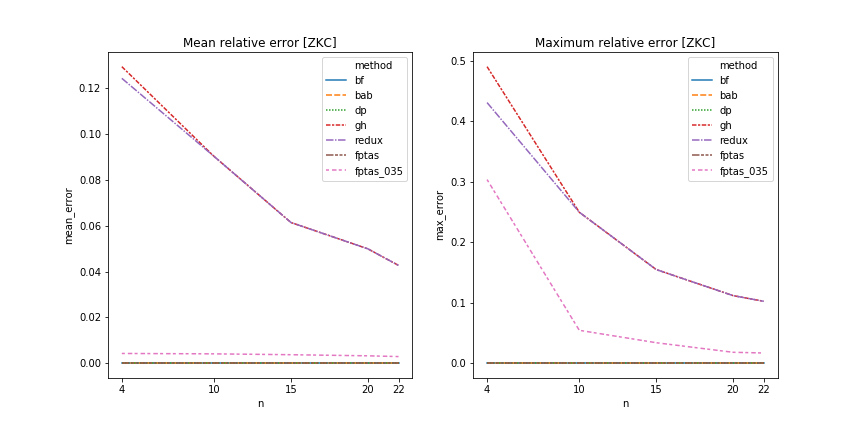 Mean relative error [ZKC]
mean_error
0.12
0.10
0.08
0.06
0.04
0.02
0.00
4
10
15
20
22
n
method
bf
bab
dp
gh
redux
fptas
fptas_035
Maximum relative error [ZKC]
max_error
0.5
0.4
0.3
0.2
0.1
0.0
4
10
15
20
22
n
method
bf
bab
dp
gh
redux
fptas
fptas_035